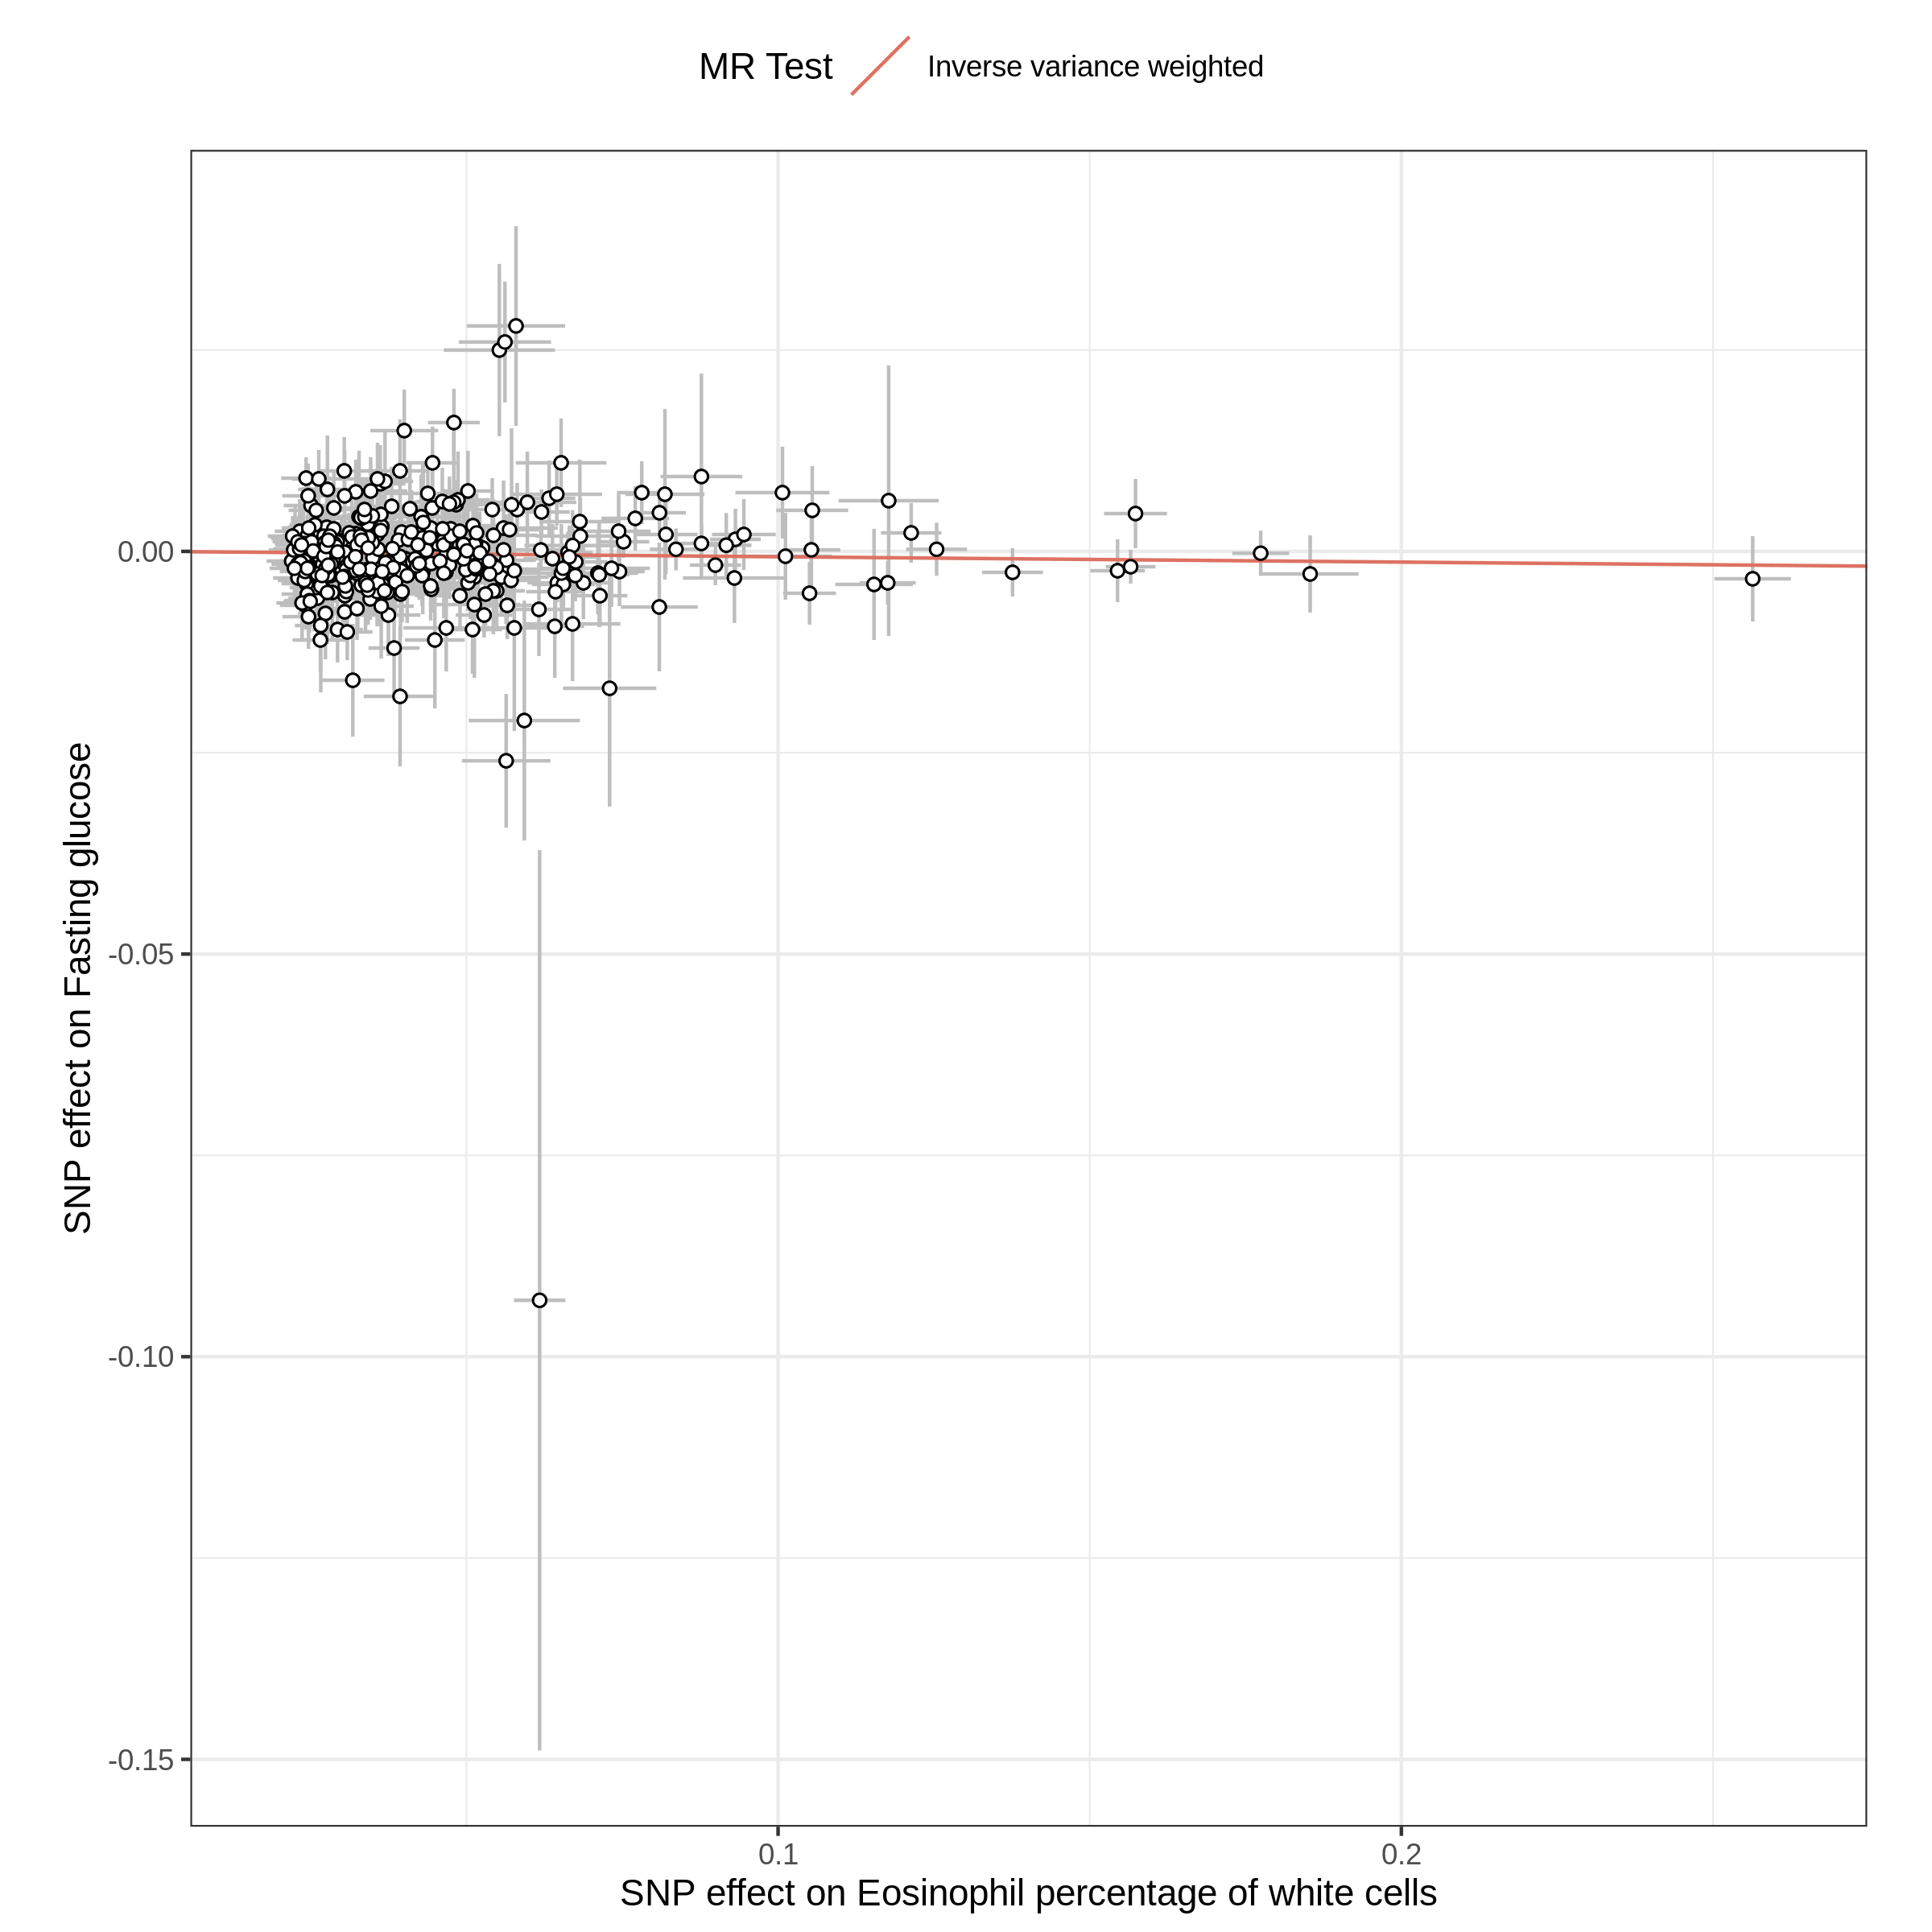 MR Test Inverse variance weighted
SNP effect on Fasting glucose
0.00
-0.05
-0.10
-0.15
0.1 0.2
SNP effect on Eosinophil percentage of white cells